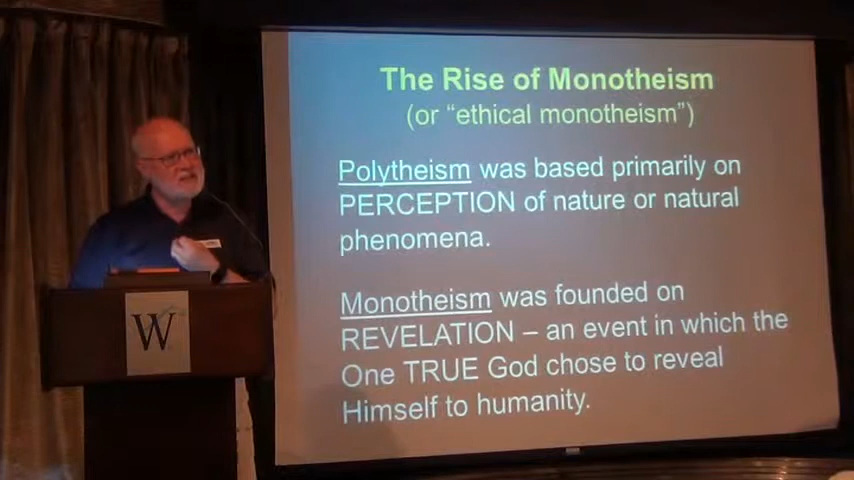 The Rise of Monotheism
(or “ethical monotheism”)
Polytheism was based primarily on
PERCEPTION of nature or natural
phenomena.
Monotheism was founded on
REVELATION – an event in which the
One TRUE God chose to reveal
Himself to humanity.
W